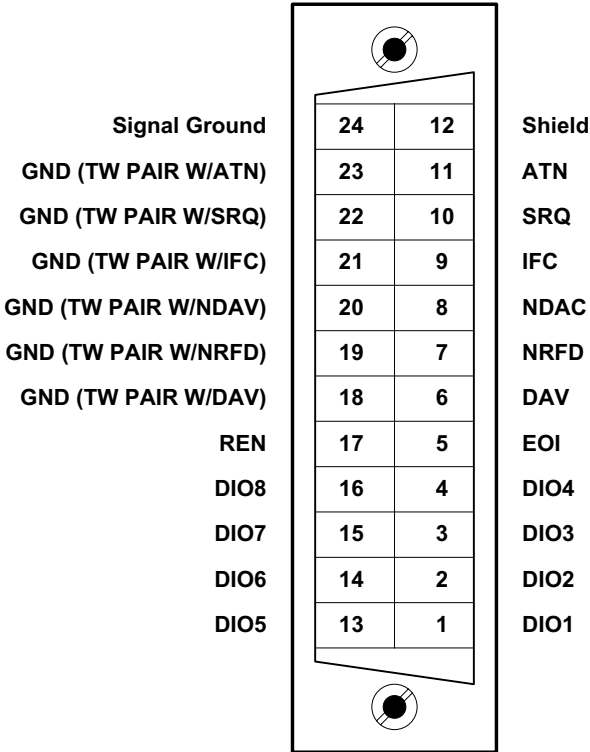 Signal Ground 24 12 Shield
GND (TW PAIR W/ATN) 23 11 ATN
GND (TW PAIR W/SRQ) 22 10 SRQ
GND (TW PAIR W/IFC) 21 9 IFC
GND (TW PAIR W/NDAV) 20 8 NDAC
GND (TW PAIR W/NRFD) 19 7 NRFD
GND (TW PAIR W/DAV) 18 6 DAV
REN 17 5 EOI
DIO8 16 4 DIO4
DIO7 15 3 DIO3
DIO6 14 2 DIO2
DIO5 13 1 DIO1